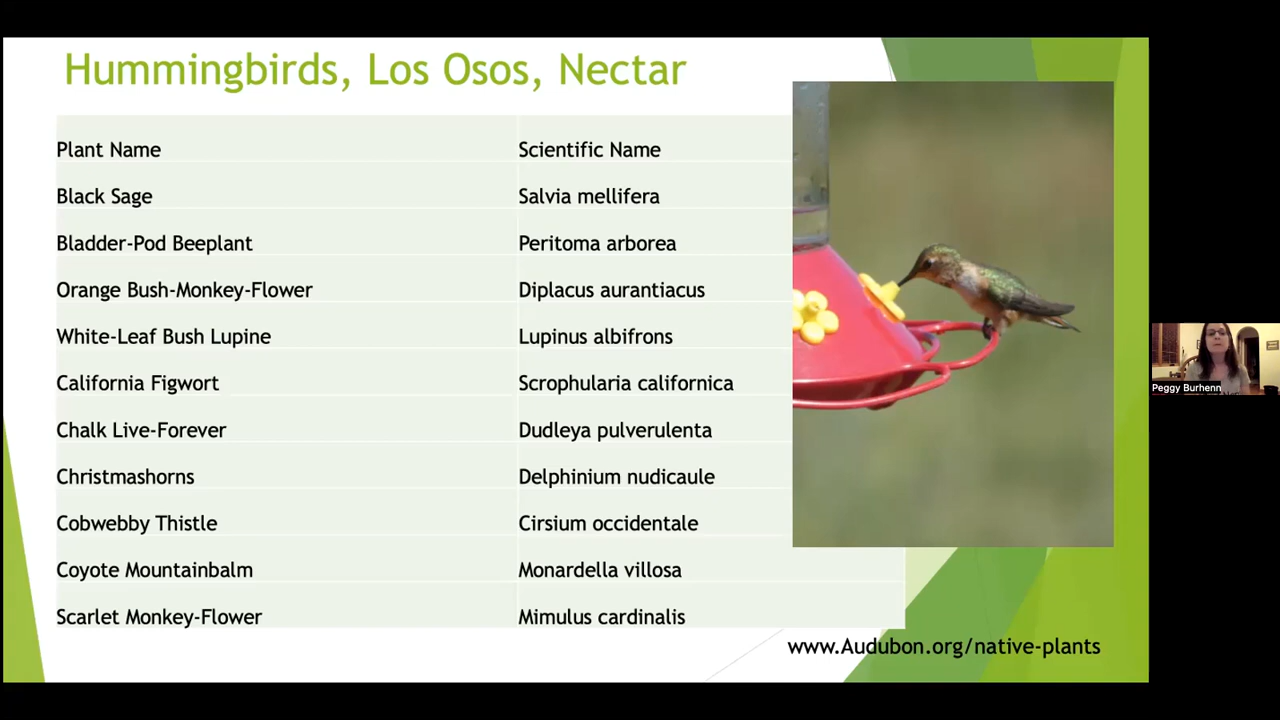 Hummingbirds, Los Osos, Nectar
Plant Name Scientific Name
Black Sage Salvia mellifera
Bladder-Pod Beeplant Peritoma arborea
Orange Bush-Monkey-Flower Diplacus aurantiacus
White-Leaf Bush Lupine Lupinus albifrons
California Figwort Scrophularia californica
Chalk Live-Forever Dudleya pulverulenta
Christmashorns Delphinium nudicaule
Cobwebby Thistle Cirsium occidentale
Coyote Mountainbalm Monardella villosa
Scarlet Monkey-Flower Mimulus cardinalis
www.Audubon.org/native-plants
Peggy Burhenn